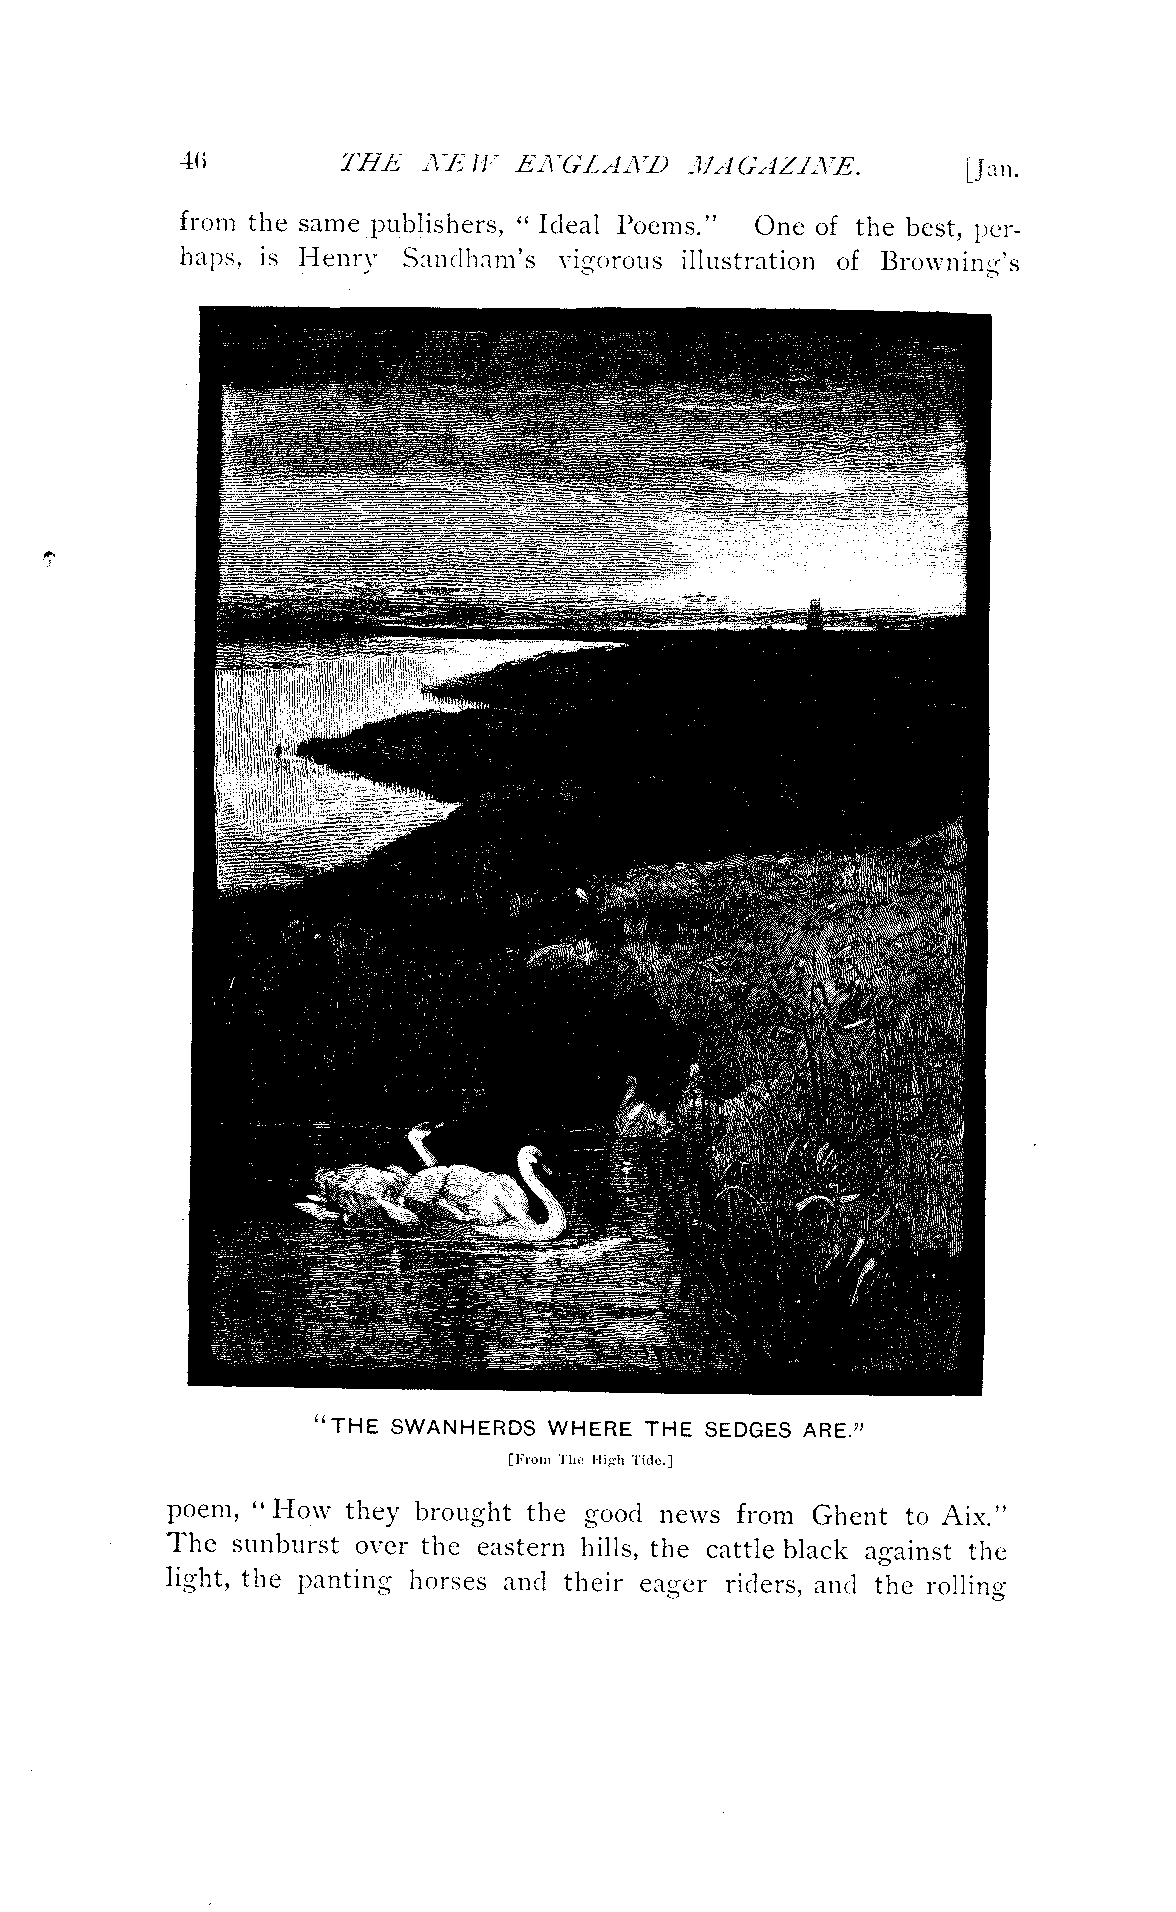 46 THE NEW ENGLAND MAGAZINE. [Jan.
from the same publishers, “Ideal Poems.” One of the best, per-
haps, is Henry Sandham's vigorous illustration of Browning's
“THE SWANHERDS WHERE THE SEDGES ARE.”
[From The High Tide.]
poem, “How they brought the good news from Ghent to Aix.”
The sunburst over the eastern hills, the cattle black against the
light, the panting horses and their eager riders, and the rolling